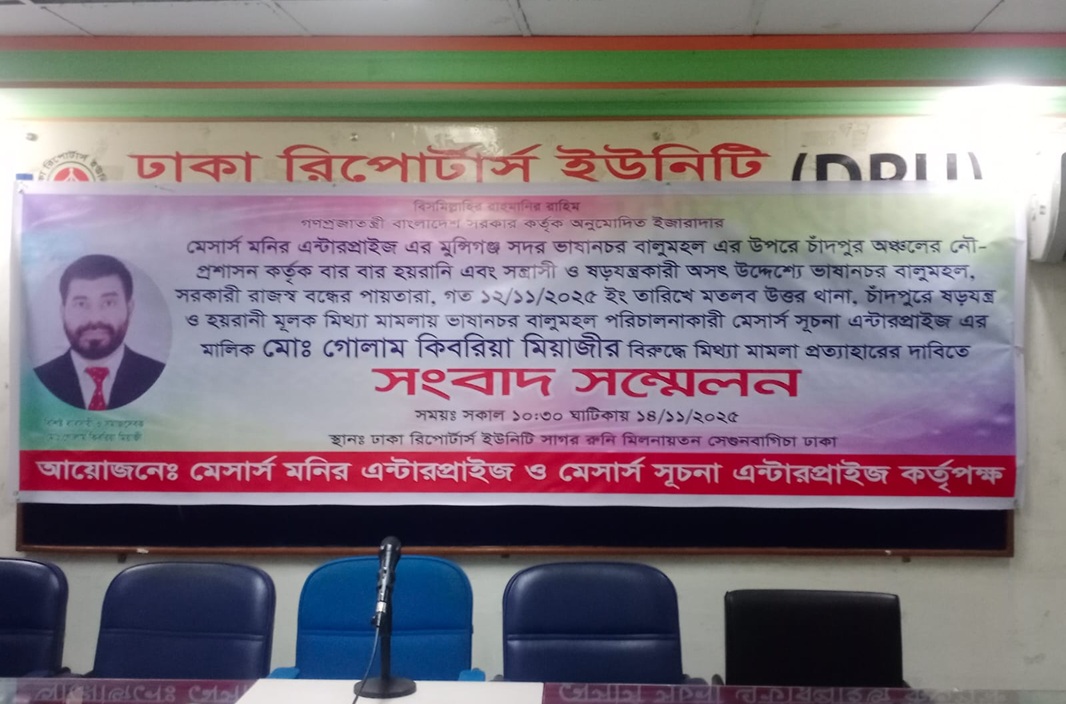 ঢাকা রিপোর্টার্স ইউনিটি (DRU)
বিসমিল্লাহির রাহমানির রাহিম
গণপ্রজাতন্ত্রী বাংলাদেশ সরকার কর্তৃক অনুমোদিত ইজারাদার
মেসার্স মনির এন্টারপ্রাইজ এর মুন্সিগঞ্জ সদর ভাষানচর বালুমহল এর উপরে চাঁদপুর অঞ্চলের নৌ-
প্রশাসন কর্তৃক বার বার হয়রানি এবং সন্ত্রাসী ও ষড়যন্ত্রকারী অসৎ উদ্দেশ্যে ভাষানচর বালুমহল,
সরকারী রাজস্ব বন্ধের পায়তারা, গত ১২/১১/২০২৫ ইং তারিখে মতলব উত্তর থানা, চাঁদপুরে ষড়যন্ত্র
ও হয়রানী মূলক মিথ্যা মামলায় ভাষানচর বালুমহল পরিচালনাকারী মেসার্স সূচনা এন্টারপ্রাইজ এর
মালিক মোঃ গোলাম কিবরিয়া মিয়াজীর বিরুদ্ধে মিথ্যা মামলা প্রত্যাহারের দাবিতে
সংবাদ সম্মেলন
সময়ঃ সকাল ১০:৩০ ঘটিকায় ১৪/১১/২০২৫
স্থানঃ ঢাকা রিপোর্টার্স ইউনিটি সাগর রুনি মিলনায়তন সেগুনবাগিচা ঢাকা
আয়োজনেঃ মেসার্স মনির এন্টারপ্রাইজ ও মেসার্স সূচনা এন্টারপ্রাইজ কর্তৃপক্ষ